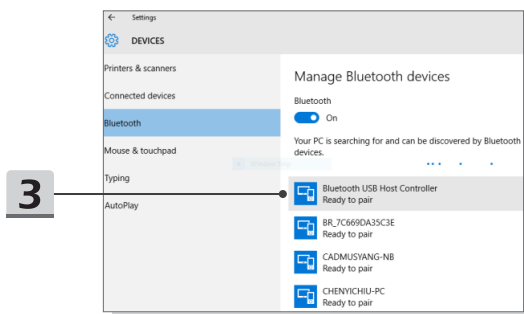 ← Settings
DEVICES
Printers & scanners
Connected devices
Bluetooth
Mouse & touchpad
Typing
AutoPlay
Manage Bluetooth devices
Bluetooth
On
Your PC is searching for and can be discovered by Bluetooth
devices.
3
Bluetooth USB Host Controller
Ready to pair
BR_7C669DA35C3E
Ready to pair
CADMUSYANG-NB
Ready to pair
CHENYICHIU-PC
Ready to pair